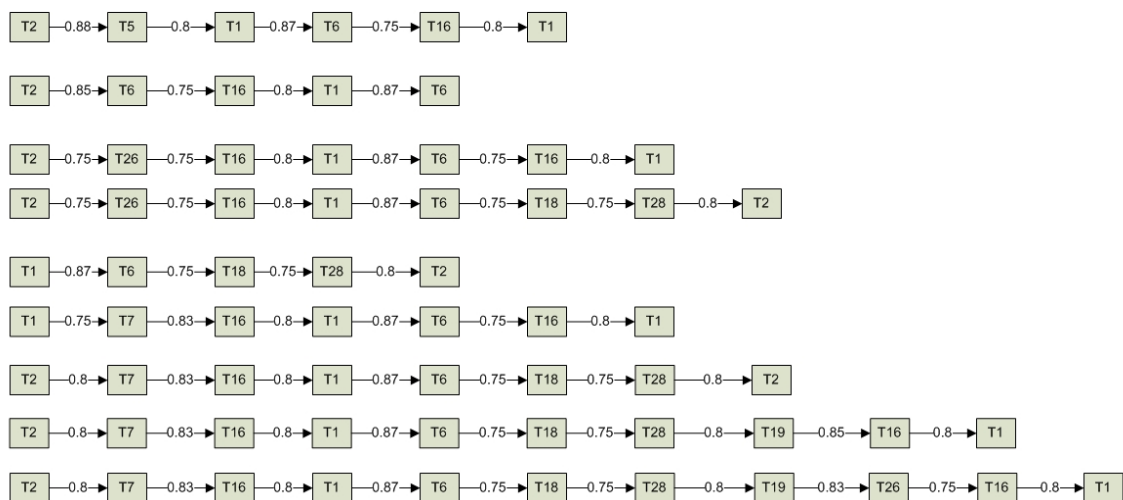 T2 0.88 T5 0.8 T1 0.87 T6 0.75 T16 0.8 T1
T2 0.85 T6 0.75 T16 0.8 T1 0.87 T6
T2 0.75 T26 0.75 T16 0.8 T1 0.87 T6 0.75 T16 0.8 T1
T2 0.75 T26 0.75 T16 0.8 T1 0.87 T6 0.75 T18 0.75 T28 0.8 T2
T1 0.87 T6 0.75 T18 0.75 T28 0.8 T2
T1 0.75 T7 0.83 T16 0.8 T1 0.87 T6 0.75 T16 0.8 T1
T2 0.8 T7 0.83 T16 0.8 T1 0.87 T6 0.75 T18 0.75 T28 0.8 T2
T2 0.8 T7 0.83 T16 0.8 T1 0.87 T6 0.75 T18 0.75 T28 0.8 T19 0.85 T16 0.8 T1
T2 0.8 T7 0.83 T16 0.8 T1 0.87 T6 0.75 T18 0.75 T28 0.8 T19 0.83 T26 0.75 T16 0.8 T1